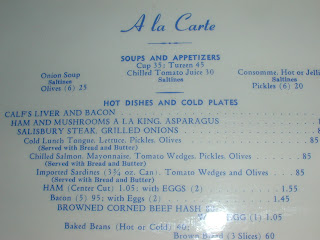 A la Carte
SOUPS AND APPETIZERS
Cup 35; Tureen 45
Onion Soup Chilled Tomato Juice 30 Consomme, Hot or Jelli
Saltines Saltines Saltines
Olives (6) 25 Pickles (20) 20
HOT DISHES AND COLD PLATES
CALF'S LIVER AND BACON
HAM AND MUSHROOMS A LA KING, ASPARAGUS
SALISBURY STEAK, GRILLED ONIONS 8
Cold Lunch Tongue, Lettuce, Pickles, Olives 85
(Served with Bread and Butter)
Chilled Salmon, Mayonnaise, Tomato Wedges, Pickles, Olives 85
(Served with Bread and Butter)
Imported Sardines (3¾ oz. Can), Tomato Wedges and Olives 85
(Served with Bread and Butter)
HAM (Center Cut) 1.05; with EGGS (2) 1.55
Bacon (5) 95; with Eggs (2) 1.45
BROWNED CORNED BEEF HASH
EGG (1) 1.05
Baked Beans (Hot or Cold) 40
Brown Bread (3 Slices) 60